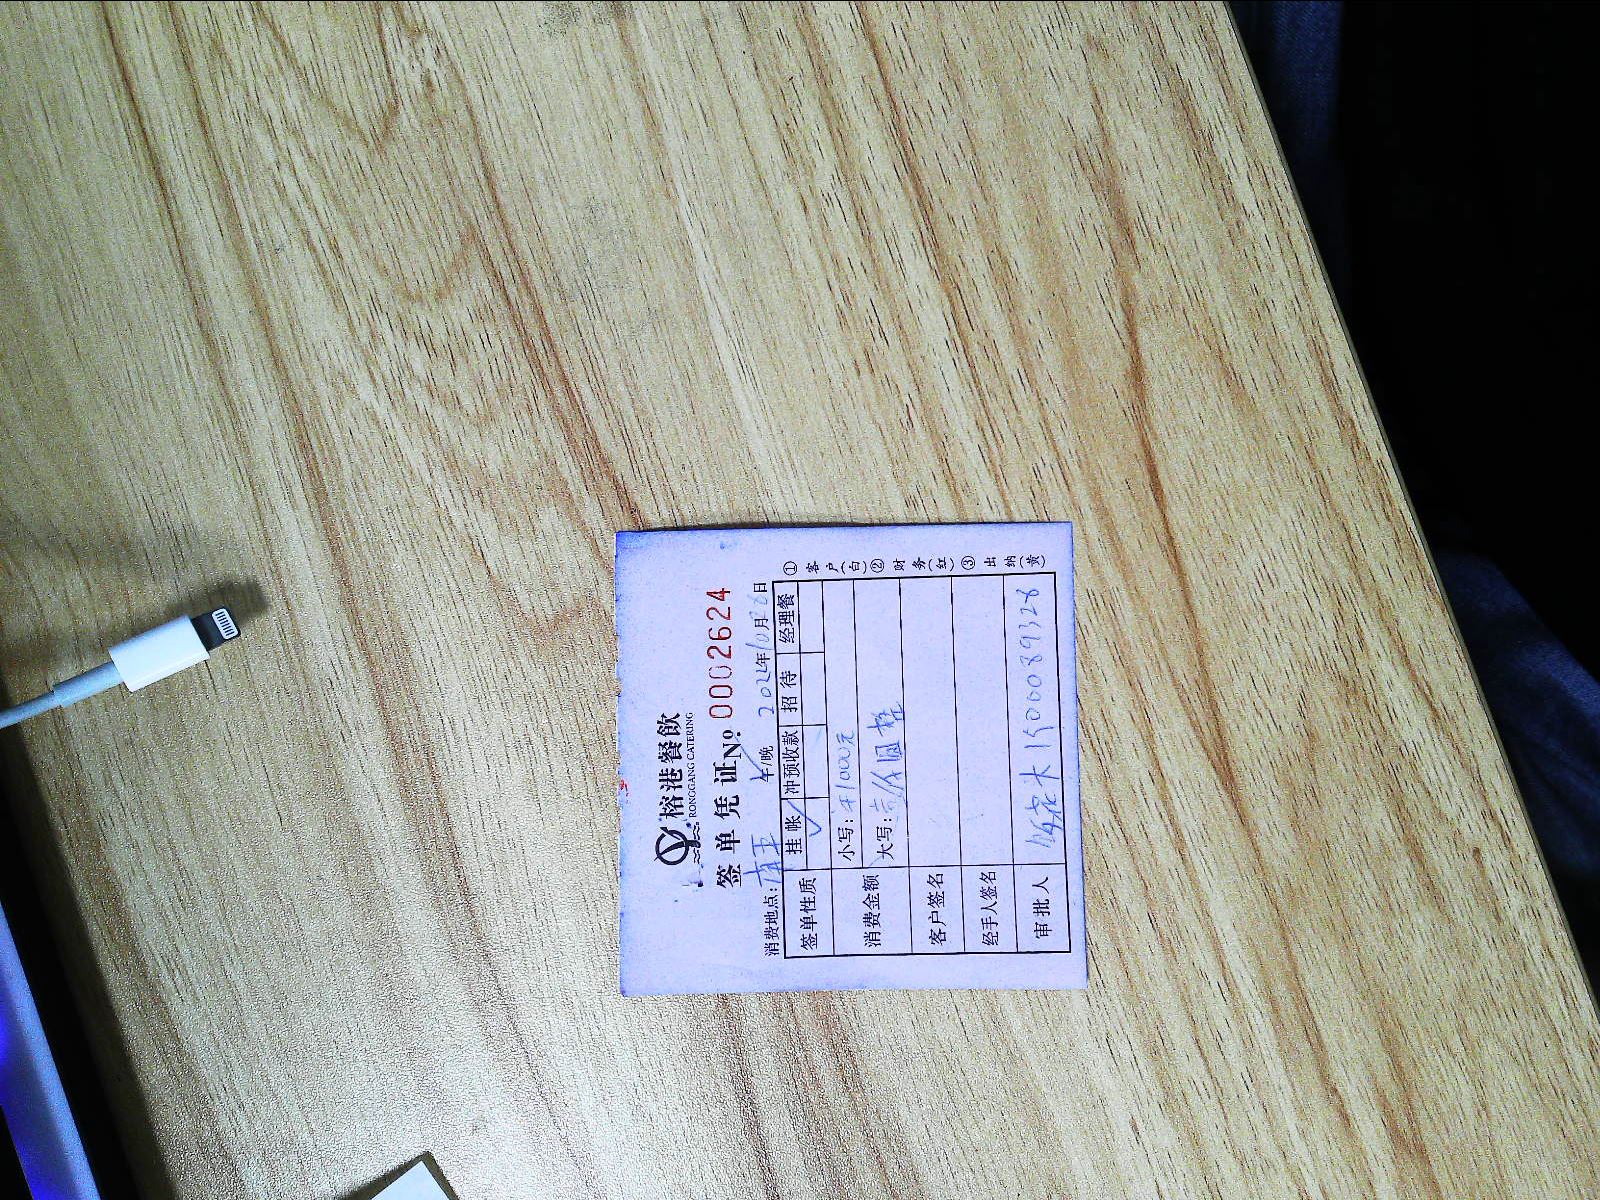 榕港餐飲
RONGGANG CATERING
签单凭证 № 0002624
消费地点: 午/晚 2022年10月26日
签单性质 挂帐 冲预收款 招待 经理餐
✓
消费金额 小写: ¥1000元
大写: 壹仟圆整
客户签名
经手人签名
审批人
①客户(白)②财务(红)③出纳(黄)